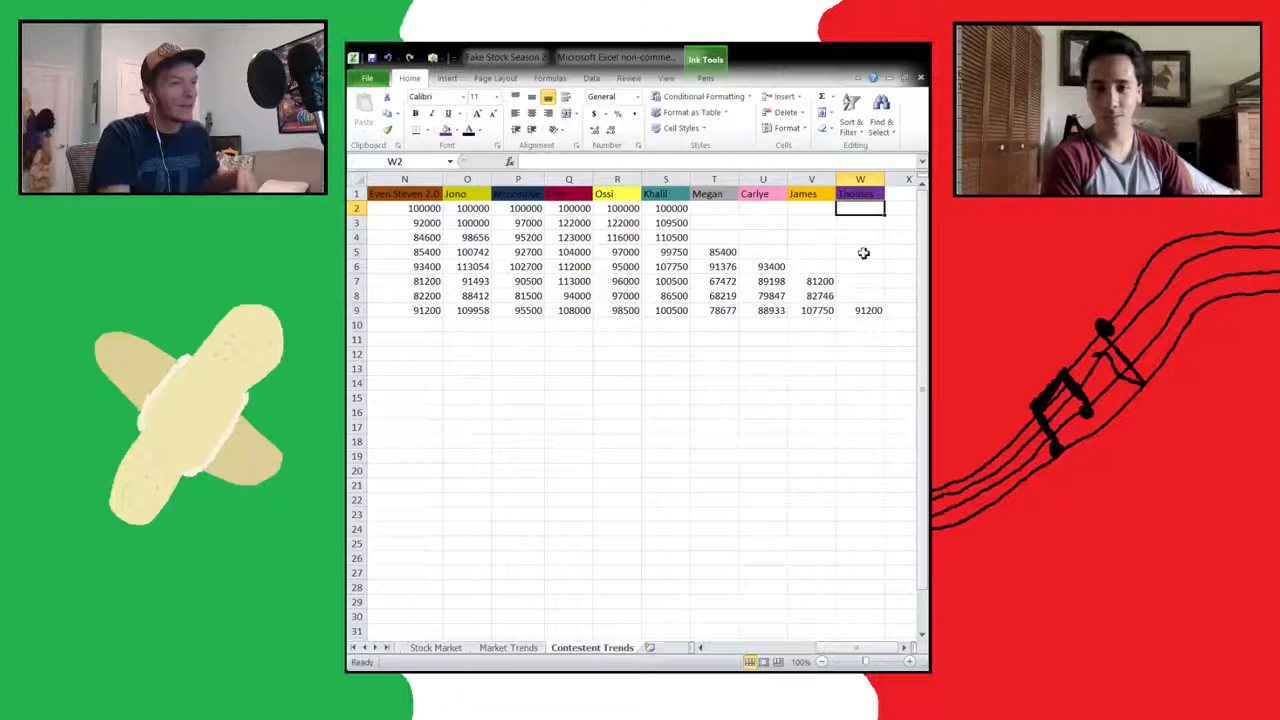 Fake Stock Season 2
Microsoft Excel non-comme...
Ink Tools
File Home Insert Page Layout Formulas Data Review View Pens
Paste
Calibri 11
General
Conditional Formatting
Format as Table
Cell Styles
Insert
Delete
Format
Sort & Filter
Find & Select
Clipboard Font Alignment Number Styles Cells Editing
W2 fx
N O P Q R S T U V W X
1 Even Steven 2.0 Jono Ossi Khalil Megan Carlye James Thomas
2 100000 100000 100000 100000 100000 100000
3 92000 100000 97000 122000 122000 109500
4 84600 98656 95200 123000 116000 110500
5 85400 100742 92700 104000 97000 99750 85400
6 93400 113054 102700 112000 95000 107750 91376 93400
7 81200 91493 90500 113000 96000 100500 67472 89198 81200
8 82200 88412 81500 94000 97000 86500 68219 79847 82746
9 91200 109958 95500 108000 98500 100500 78677 88933 107750 91200
10
11
12
13
14
15
16
17
18
19
20
21
22
23
24
25
26
27
28
29
30
31
Stock Market Market Trends Contestent Trends
Ready 100%